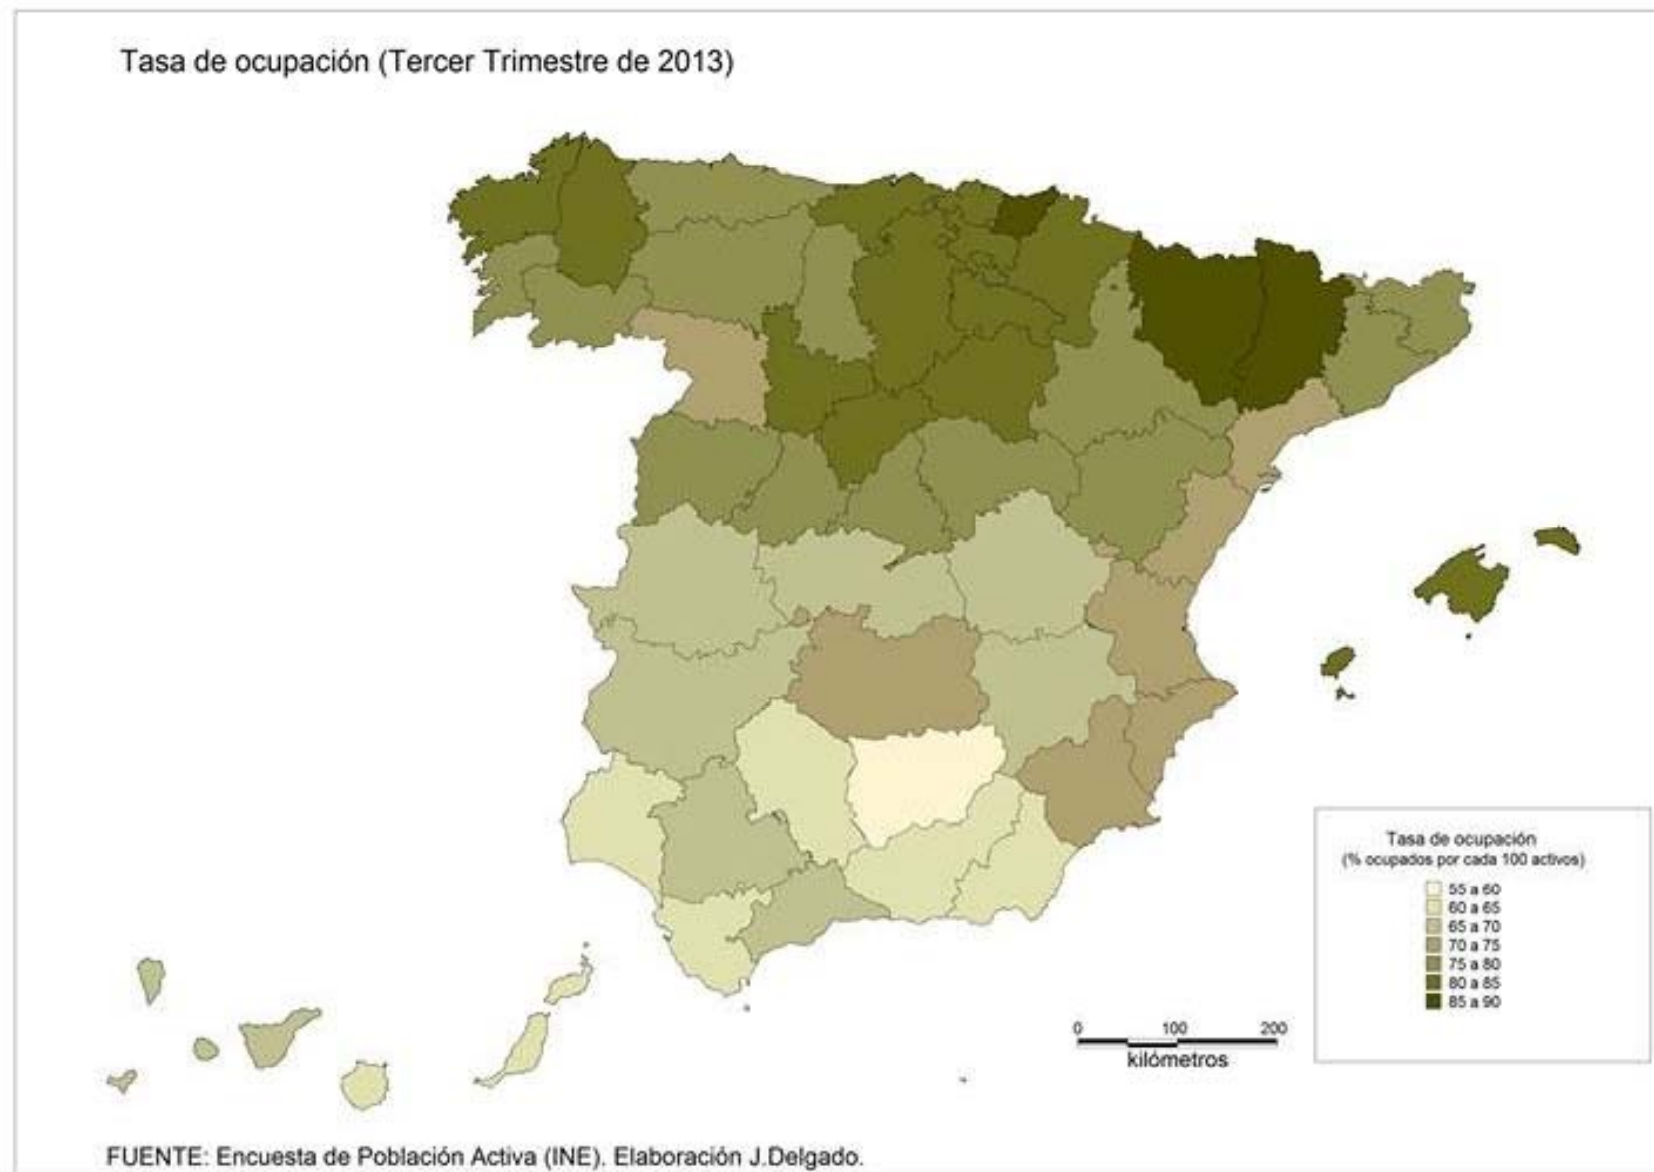 Tasa de ocupación (Tercer Trimestre de 2013)
Tasa de ocupación
(% ocupados por cada 100 activos)
55 a 60
60 a 65
65 a 70
70 a 75
75 a 80
80 a 85
85 a 90
0 100 200
kilómetros
FUENTE: Encuesta de Población Activa (INE). Elaboración J.Delgado.